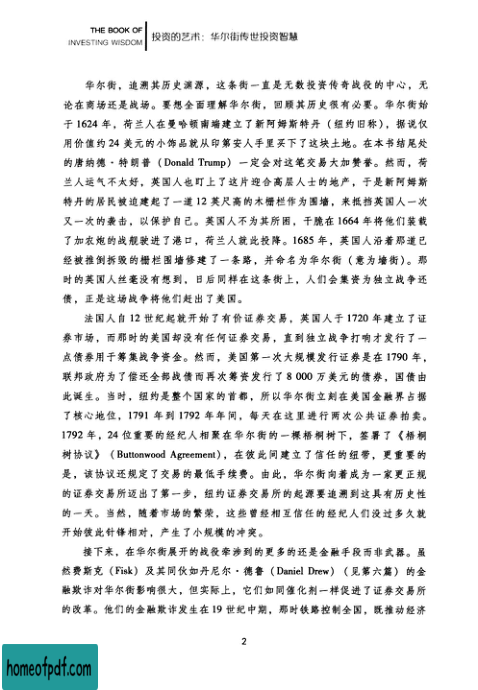 THE BOOK OF
INVESTING WISDOM
投资的艺术：华尔街传世投资智慧
华尔街，追溯其历史渊源，这条街一直是无数投资传奇战役的中心，无
论在商场还是战场。要想全面理解华尔街，回顾其历史很有必要。华尔街始
于 1624 年，荷兰人在曼哈顿南端建立了新阿姆斯特丹（纽约旧称），据说仅
用价值约 24 美元的小饰品就从印第安人手里买下了这块土地。在本书结尾处
的唐纳德·特朗普（Donald Trump）一定会对这笔交易大加赞誉。然而，荷
兰人运气不太好，英国人也盯上了这片迎合高层人士的地产，于是新阿姆斯
特丹的居民被迫建起了一道 12 英尺高的木栅栏作为围墙，来抵挡英国人一次
又一次的袭击，以保护自己。英国人不为其所困，干脆在 1664 年将他们装载
了加农炮的战舰驶进了港口，荷兰人就此投降。1685 年，英国人沿着那道已
经被推倒拆毁的栅栏围墙修建了一条路，并命名为华尔街（意为墙街）。那
时的英国人丝毫没有想到，日后同样在这条街上，人们会集资为独立战争还
债，正是这场战争将他们赶出了美国。
法国人自 12 世纪起就开始了有价证券交易，英国人于 1720 年建立了证
券市场，而那时的美国却没有任何证券交易，直到独立战争打响才发行了一
点债券用于筹集战争资金。然而，美国第一次大规模发行证券是在 1790 年，
联邦政府为了偿还全部战债而再次筹资发行了 8 000 万美元的债券，国债由
此诞生。当时，纽约是整个国家的首都，所以华尔街立刻在美国金融界占据
了核心地位，1791 年到 1792 年年间，每天在这里进行两次公共证券拍卖。
1792 年，24 位重要的经纪人相聚在华尔街的一棵梧桐树下，签署了《梧桐
树协议》（Buttonwood Agreement），在彼此间建立了信任的纽带，更重要的
是，该协议还规定了交易的最低手续费。由此，华尔街向着成为一家更正规
的证券交易所迈出了第一步，纽约证券交易所的起源要追溯到这具有历史性
的一天。当然，随着市场的繁荣，这些曾经相互信任的经纪人们没过多久就
开始彼此针锋相对，产生了小规模的冲突。
接下来，在华尔街展开的战役牵涉到的更多的还是金融手段而非武器。虽
然费斯克（Fisk）及其同伙如丹尼尔·德鲁（Daniel Drew）（见第六篇）的金
融欺诈对华尔街影响很大，但实际上，它们如同催化剂一样促进了证券交易所
的改革。他们的金融欺诈发生在 19 世纪中期，那时铁路控制全国，既推动经济
2
homeofpdf.com